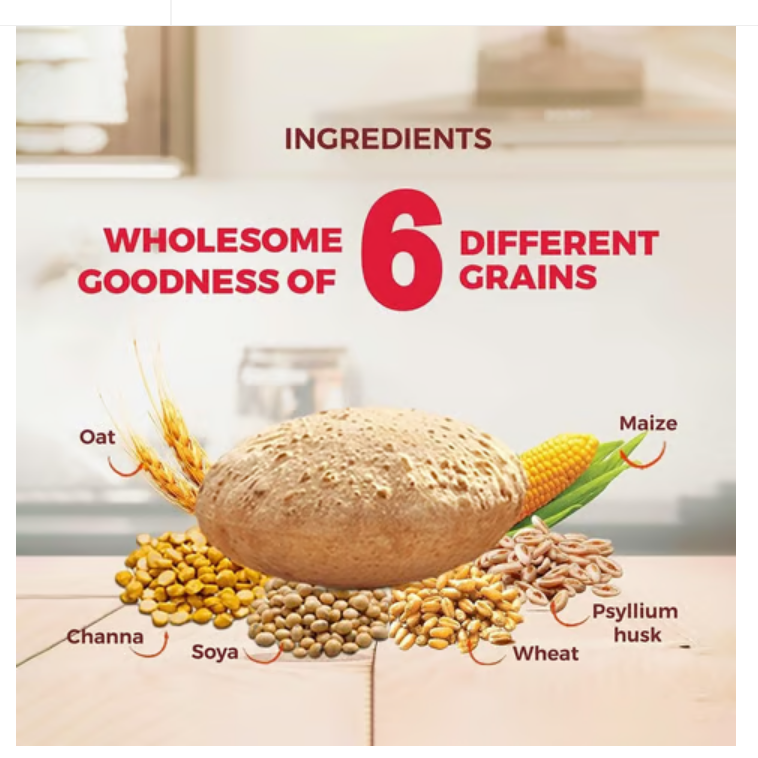 INGREDIENTS
WHOLESOME
GOODNESS OF
6
DIFFERENT
GRAINS
Oat
Maize
Channa
Soya
Wheat
Psyllium
husk